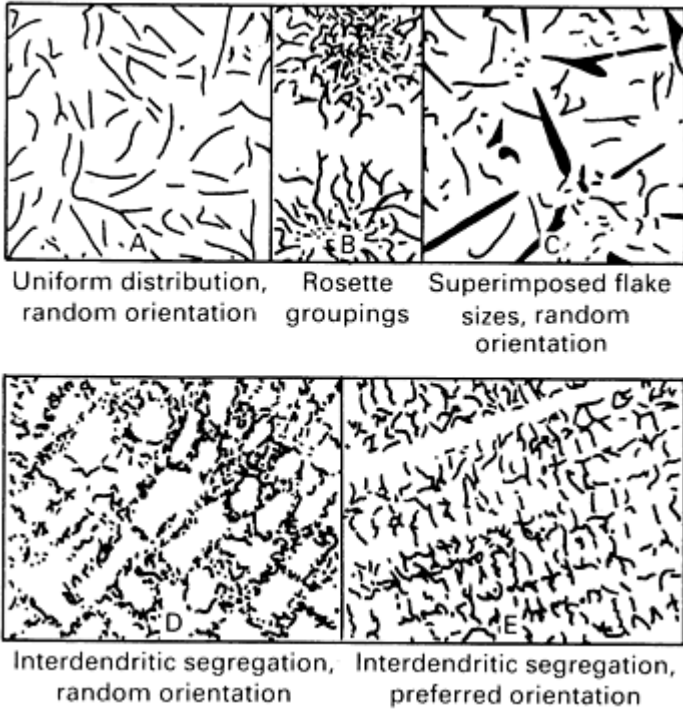 A
B
C
Uniform distribution,
random orientation
Rosette
groupings
Superimposed flake
sizes, random
orientation
D
E
Interdendritic segregation,
random orientation
Interdendritic segregation,
preferred orientation